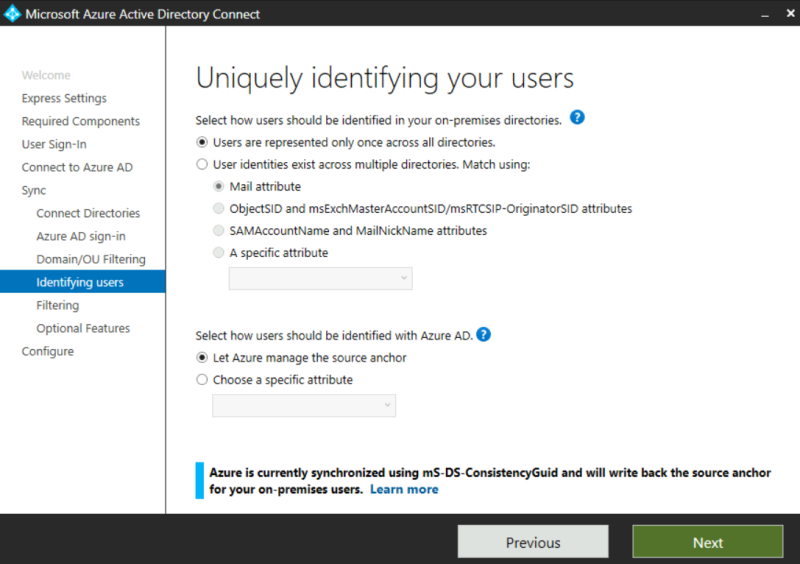 Microsoft Azure Active Directory Connect
Welcome
Express Settings
Required Components
User Sign-In
Connect to Azure AD
Sync
Connect Directories
Azure AD sign-in
Domain/OU Filtering
Identifying users
Filtering
Optional Features
Configure
Uniquely identifying your users
Select how users should be identified in your on-premises directories. ?
Users are represented only once across all directories.
User identities exist across multiple directories. Match using:
Mail attribute
ObjectSID and msExchMasterAccountSID/msRTCSIP-OriginatorSID attributes
SAMAccountName and MailNickName attributes
A specific attribute
Select how users should be identified with Azure AD. ?
Let Azure manage the source anchor
Choose a specific attribute
Azure is currently synchronized using mS-DS-ConsistencyGuid and will write back the source anchor
for your on-premises users. Learn more
Previous
Next